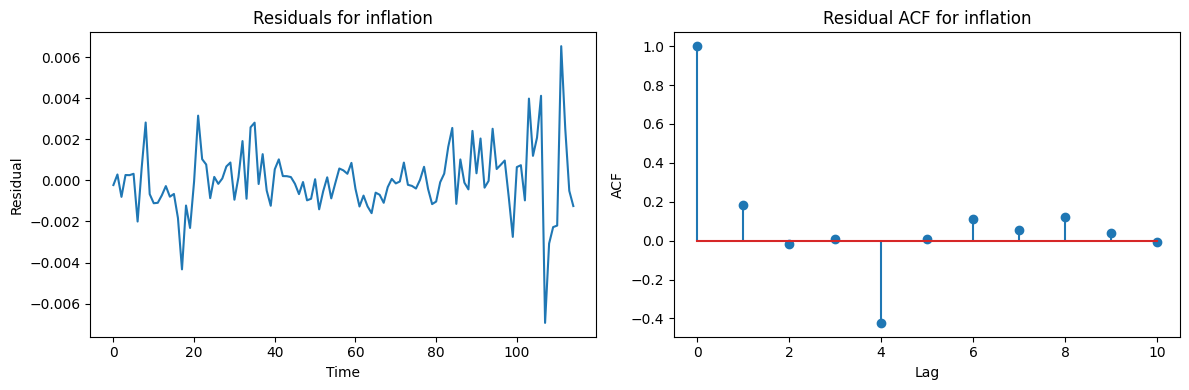 Residuals for inflation
Residual
0.006
0.004
0.002
0.000
−0.002
−0.004
−0.006
0 20 40 60 80 100
Time
Residual ACF for inflation
ACF
1.0
0.8
0.6
0.4
0.2
0.0
−0.2
−0.4
0 2 4 6 8 10
Lag